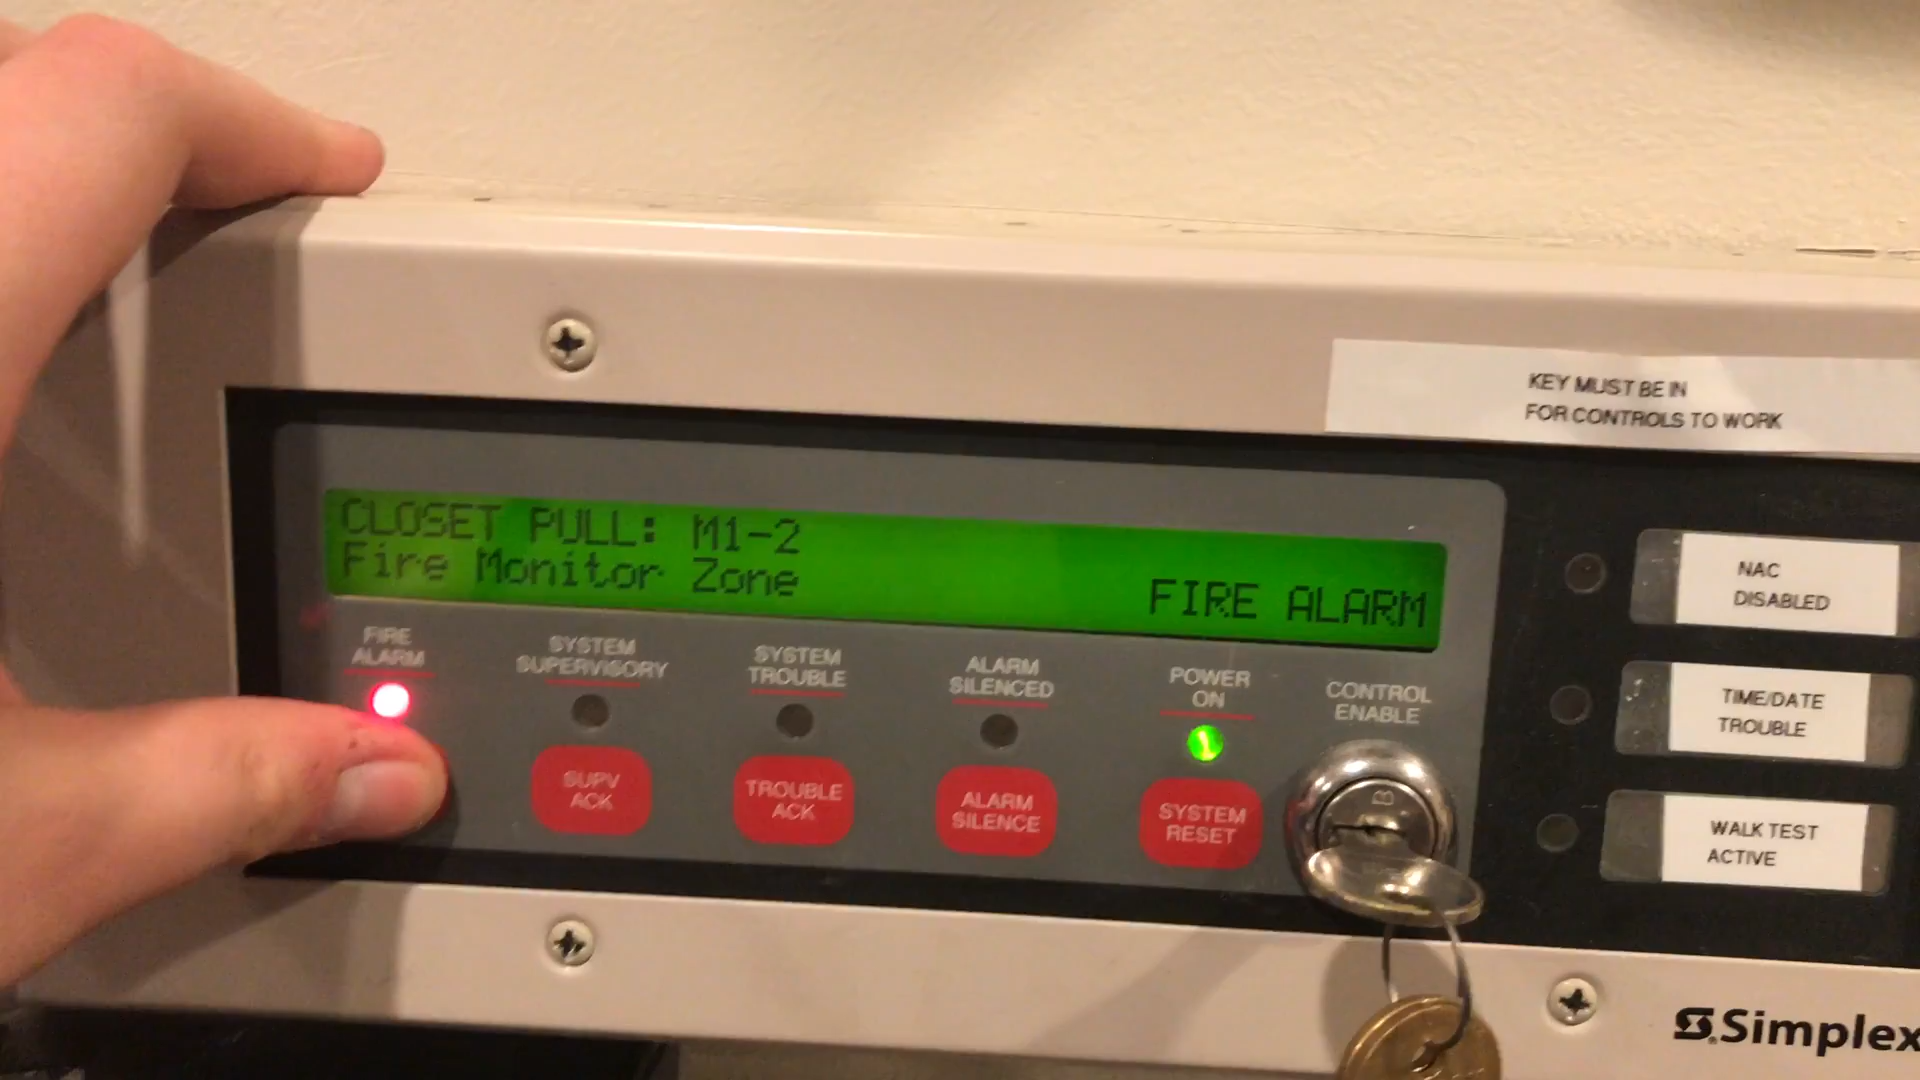 KEY MUST BE IN
FOR CONTROLS TO WORK
CLOSET PULL: M1-2
Fire Monitor Zone FIRE ALARM
FIRE
ALARM
SYSTEM
SUPERVISORY
SYSTEM
TROUBLE
ALARM
SILENCED
POWER
ON
CONTROL
ENABLE
SUPV
ACK
TROUBLE
ACK
ALARM
SILENCE
SYSTEM
RESET
B
NAC
DISABLED
TIME/DATE
TROUBLE
WALK TEST
ACTIVE
Simplex